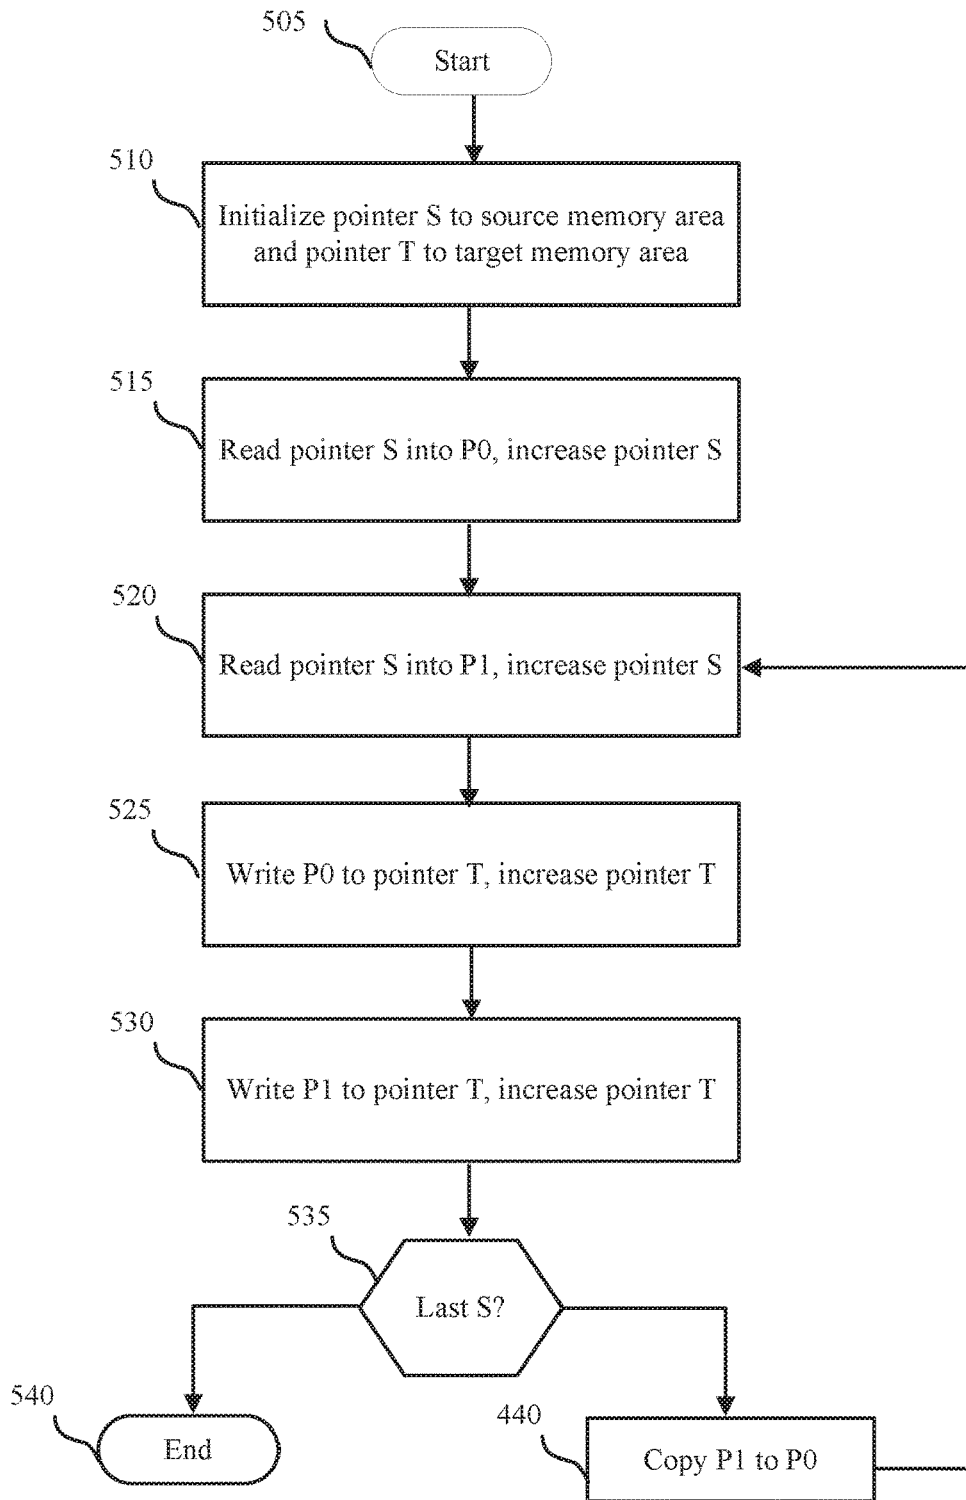 505
Start
510
Initialize pointer S to source memory area
and pointer T to target memory area
515
Read pointer S into P0, increase pointer S
520
Read pointer S into P1, increase pointer S
525
Write P0 to pointer T, increase pointer T
530
Write P1 to pointer T, increase pointer T
535
Last S?
540
End
440
Copy P1 to P0